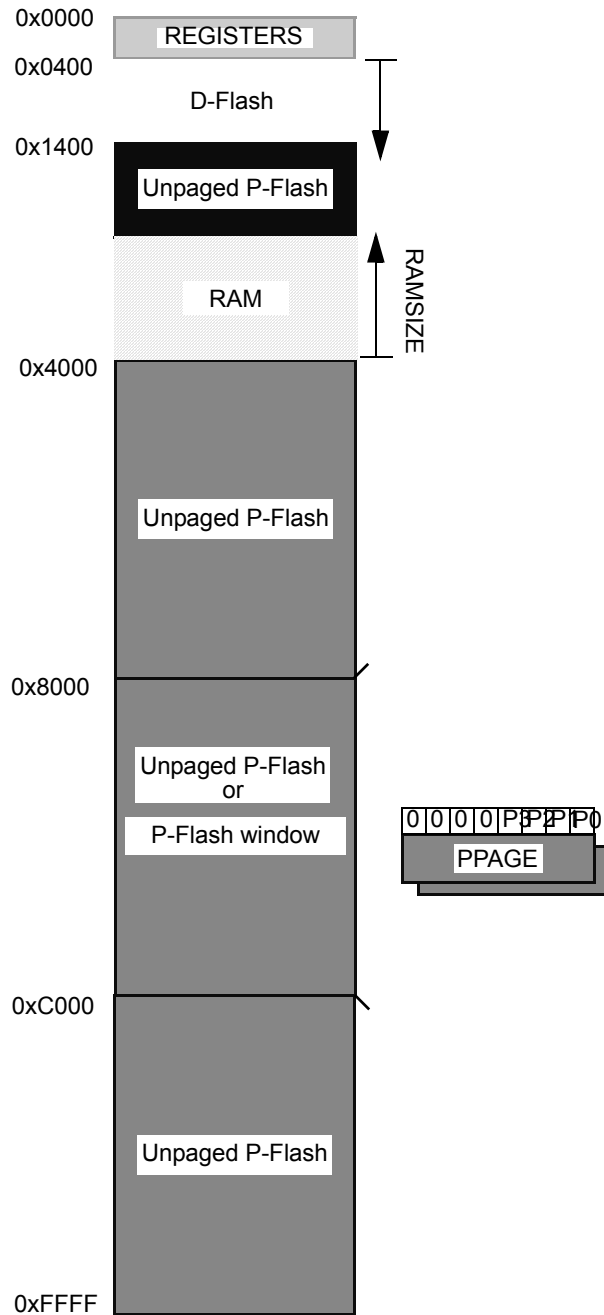 0x0000
REGISTERS
0x0400
D-Flash
0x1400
Unpaged P-Flash
RAM
RAMSIZE
0x4000
Unpaged P-Flash
0x8000
Unpaged P-Flash
or
P-Flash window
0 0 0 0 P3 P2 P1 P0
PPAGE
0xC000
Unpaged P-Flash
0xFFFF